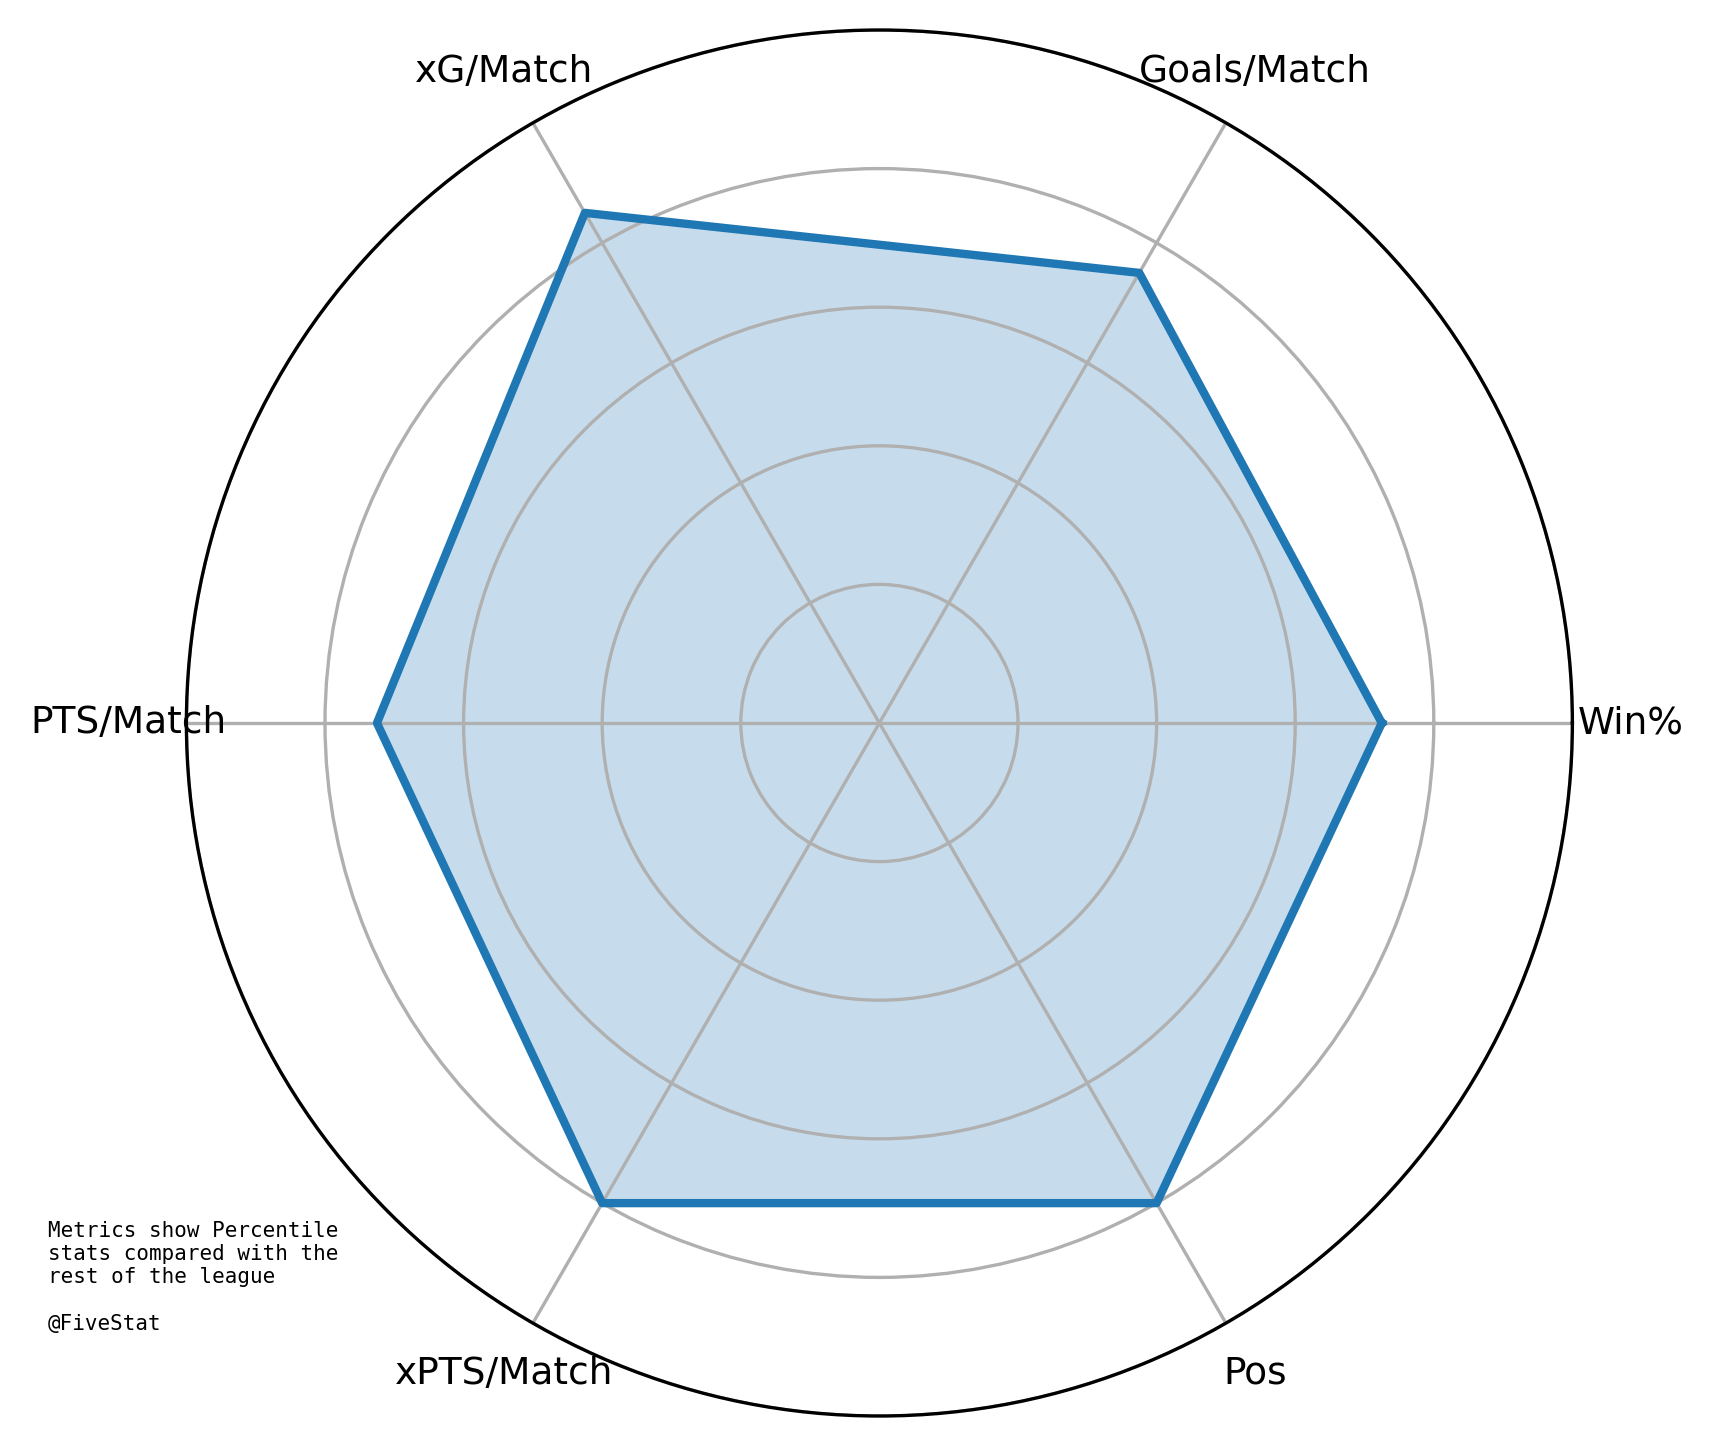 xG/Match
Goals/Match
PTS/Match
Win%
Metrics show Percentile
stats compared with the
rest of the league
@FiveStat
xPTS/Match
Pos